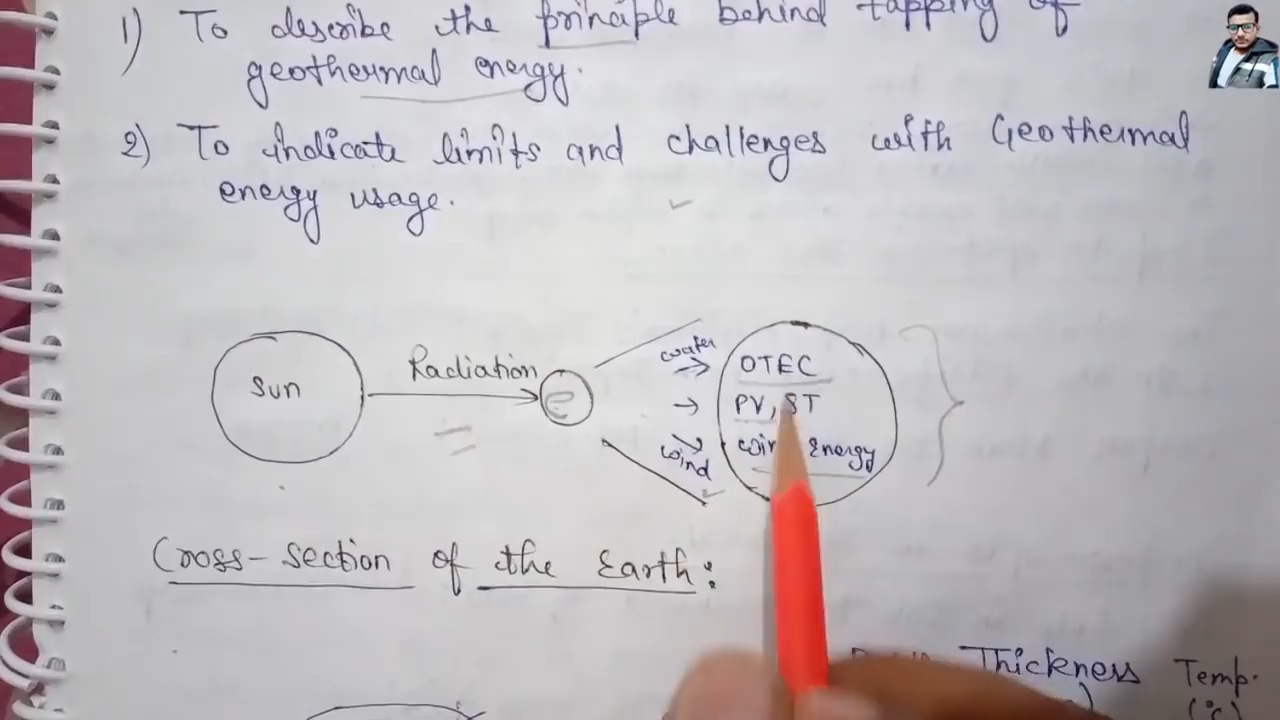 1) To describe the principle behind tapping of
geothermal energy.
2) To indicate limits and challenges with Geothermal
energy usage.
Sun
Radiation
e
water → OTEC
→ PV, ST
wind Energy
wind
Cross-section of the Earth:
Thickness Temp.
(°C)